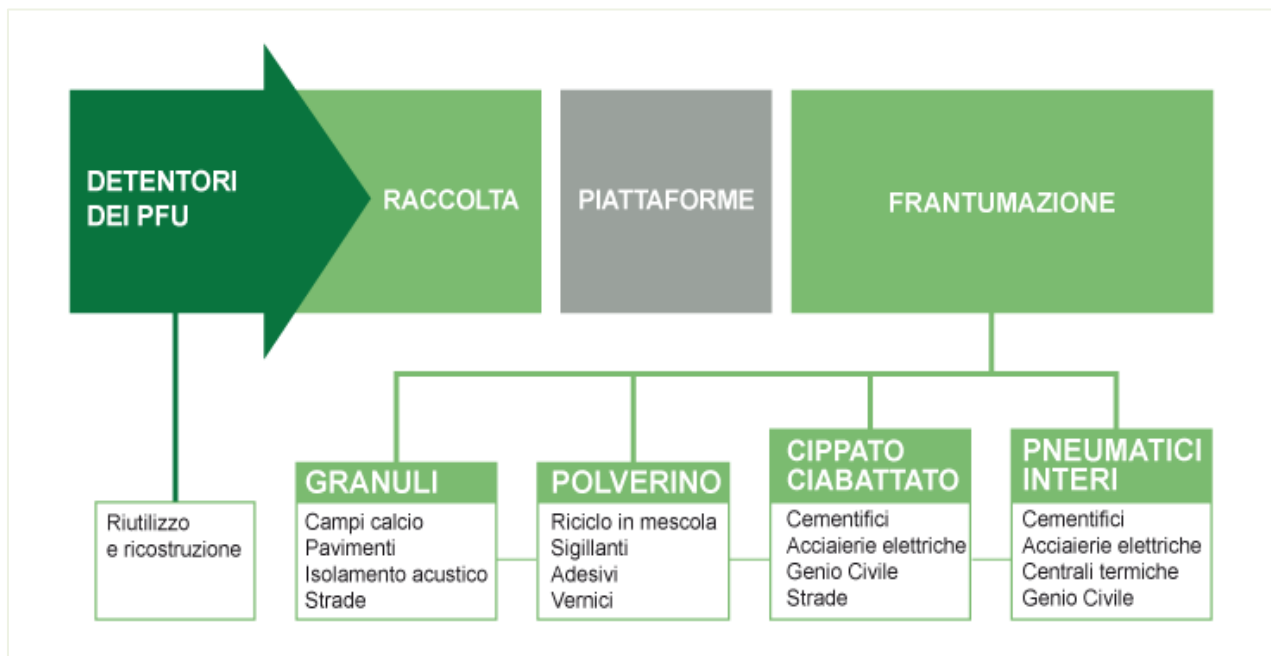 DETENTORI
DEI PFU
RACCOLTA
PIATTAFORME
FRANTUMAZIONE
Riutilizzo
e ricostruzione
GRANULI
Campi calcio
Pavimenti
Isolamento acustico
Strade
POLVERINO
Riciclo in mescola
Sigillanti
Adesivi
Vernici
CIPPATO
CIABATTATO
Cementifici
Acciaierie elettriche
Genio Civile
Strade
PNEUMATICI
INTERI
Cementifici
Acciaierie elettriche
Centrali termiche
Genio Civile